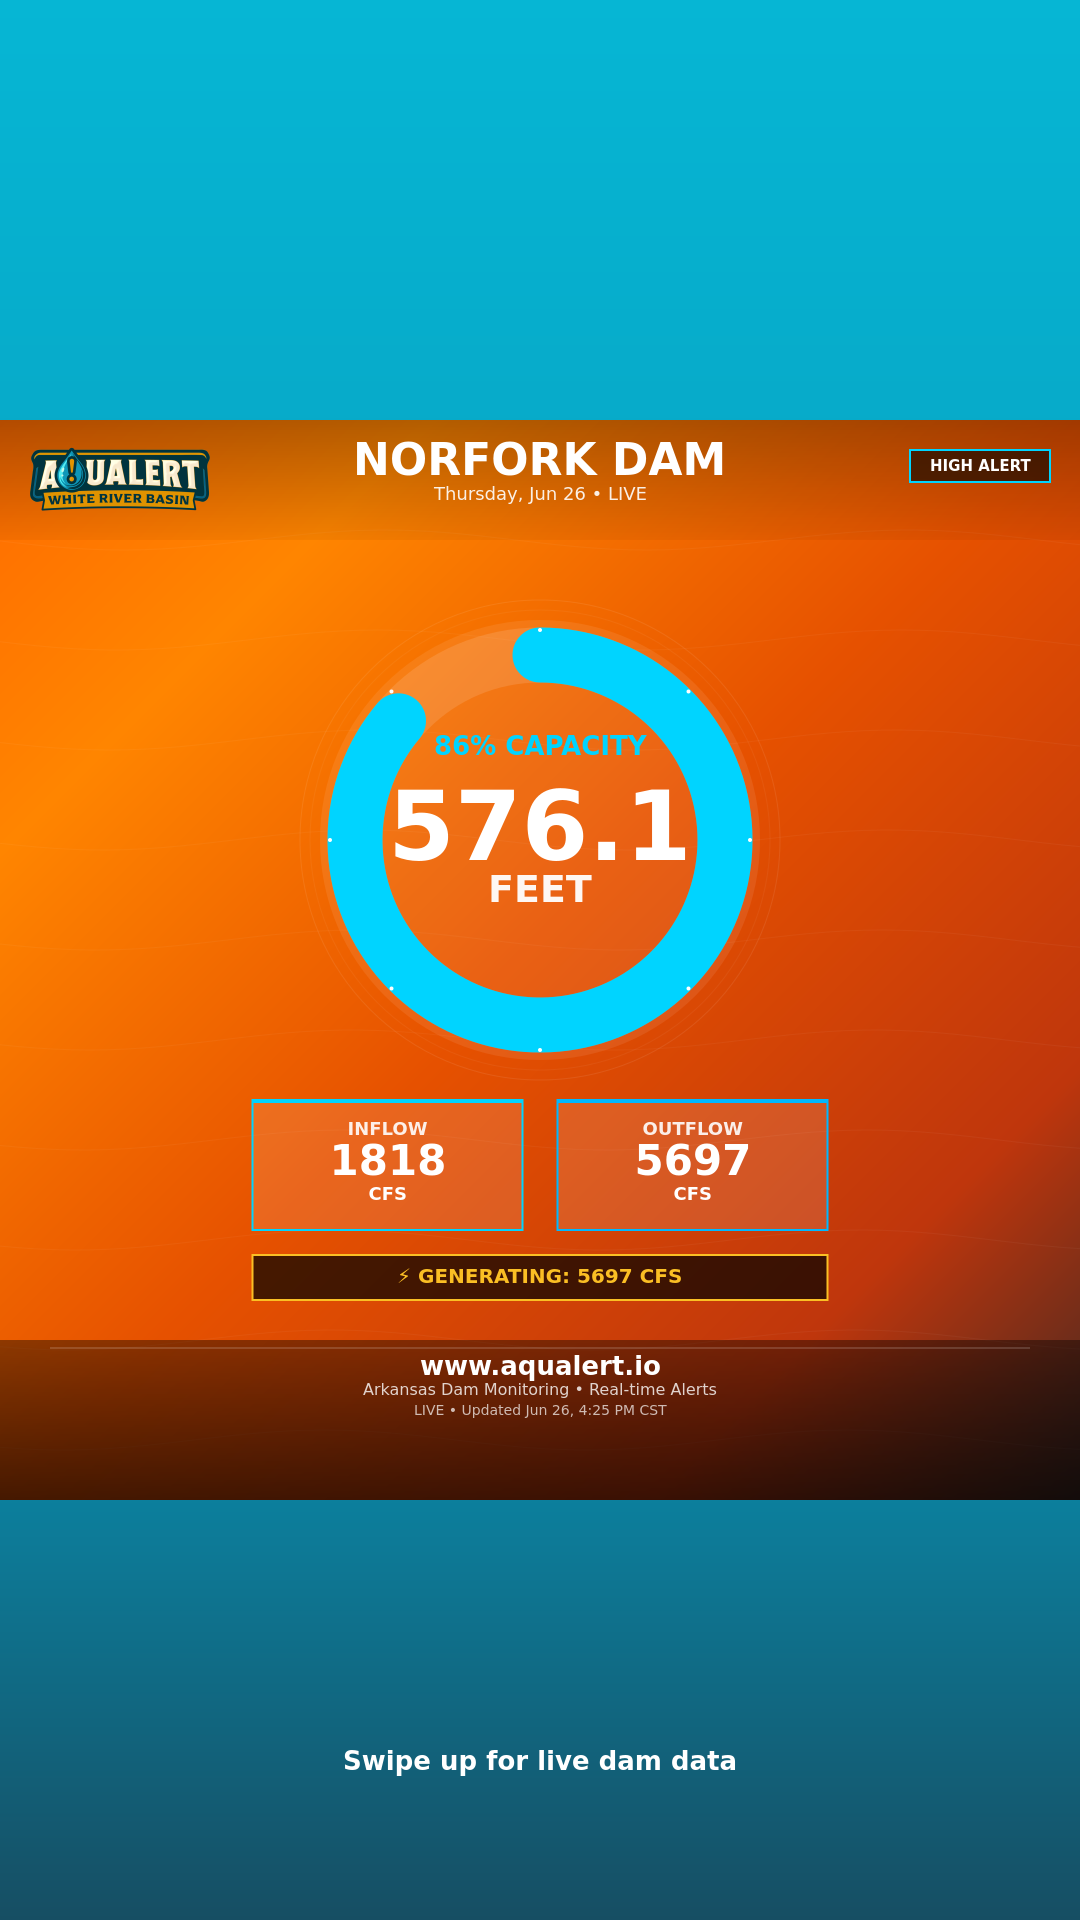 AQUALERT
WHITE RIVER BASIN
NORFORK DAM
Thursday, Jun 26 • LIVE
HIGH ALERT
86% CAPACITY
576.1
FEET
INFLOW
1818
CFS
OUTFLOW
5697
CFS
⚡ GENERATING: 5697 CFS
www.aqualert.io
Arkansas Dam Monitoring • Real-time Alerts
LIVE • Updated Jun 26, 4:25 PM CST
Swipe up for live dam data